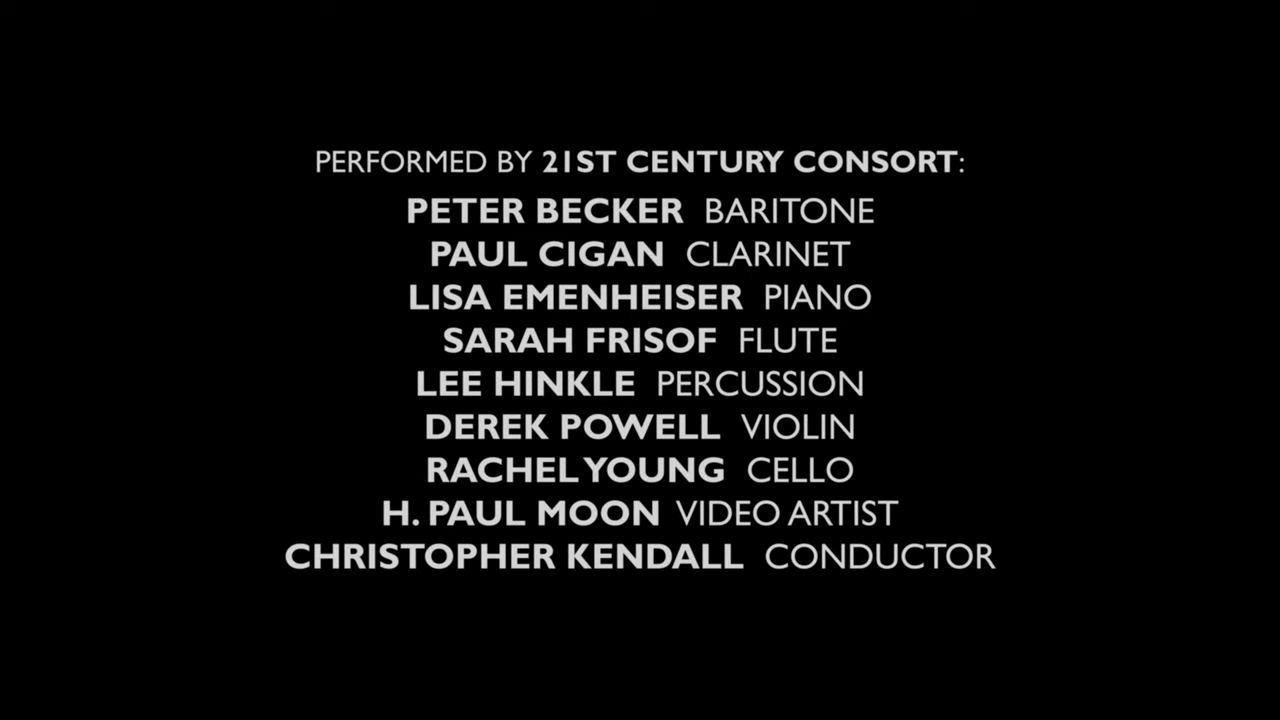 PERFORMED BY 21ST CENTURY CONSORT:
PETER BECKER BARITONE
PAUL CIGAN CLARINET
LISA EMENHEISER PIANO
SARAH FRISOF FLUTE
LEE HINKLE PERCUSSION
DEREK POWELL VIOLIN
RACHEL YOUNG CELLO
H. PAUL MOON VIDEO ARTIST
CHRISTOPHER KENDALL CONDUCTOR